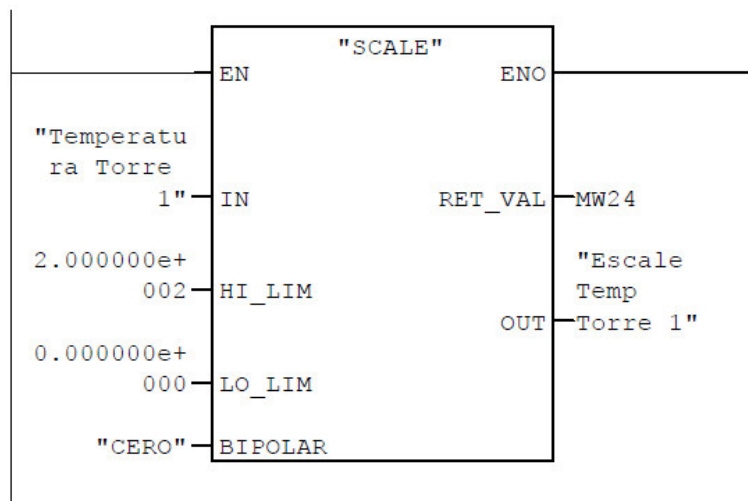 "SCALE"
EN ENO
"Temperatu
ra Torre
1" IN RET_VAL MW24
2.000000e+
002 HI_LIM
"Escale
Temp
OUT Torre 1"
0.000000e+
000 LO_LIM
"CERO" BIPOLAR